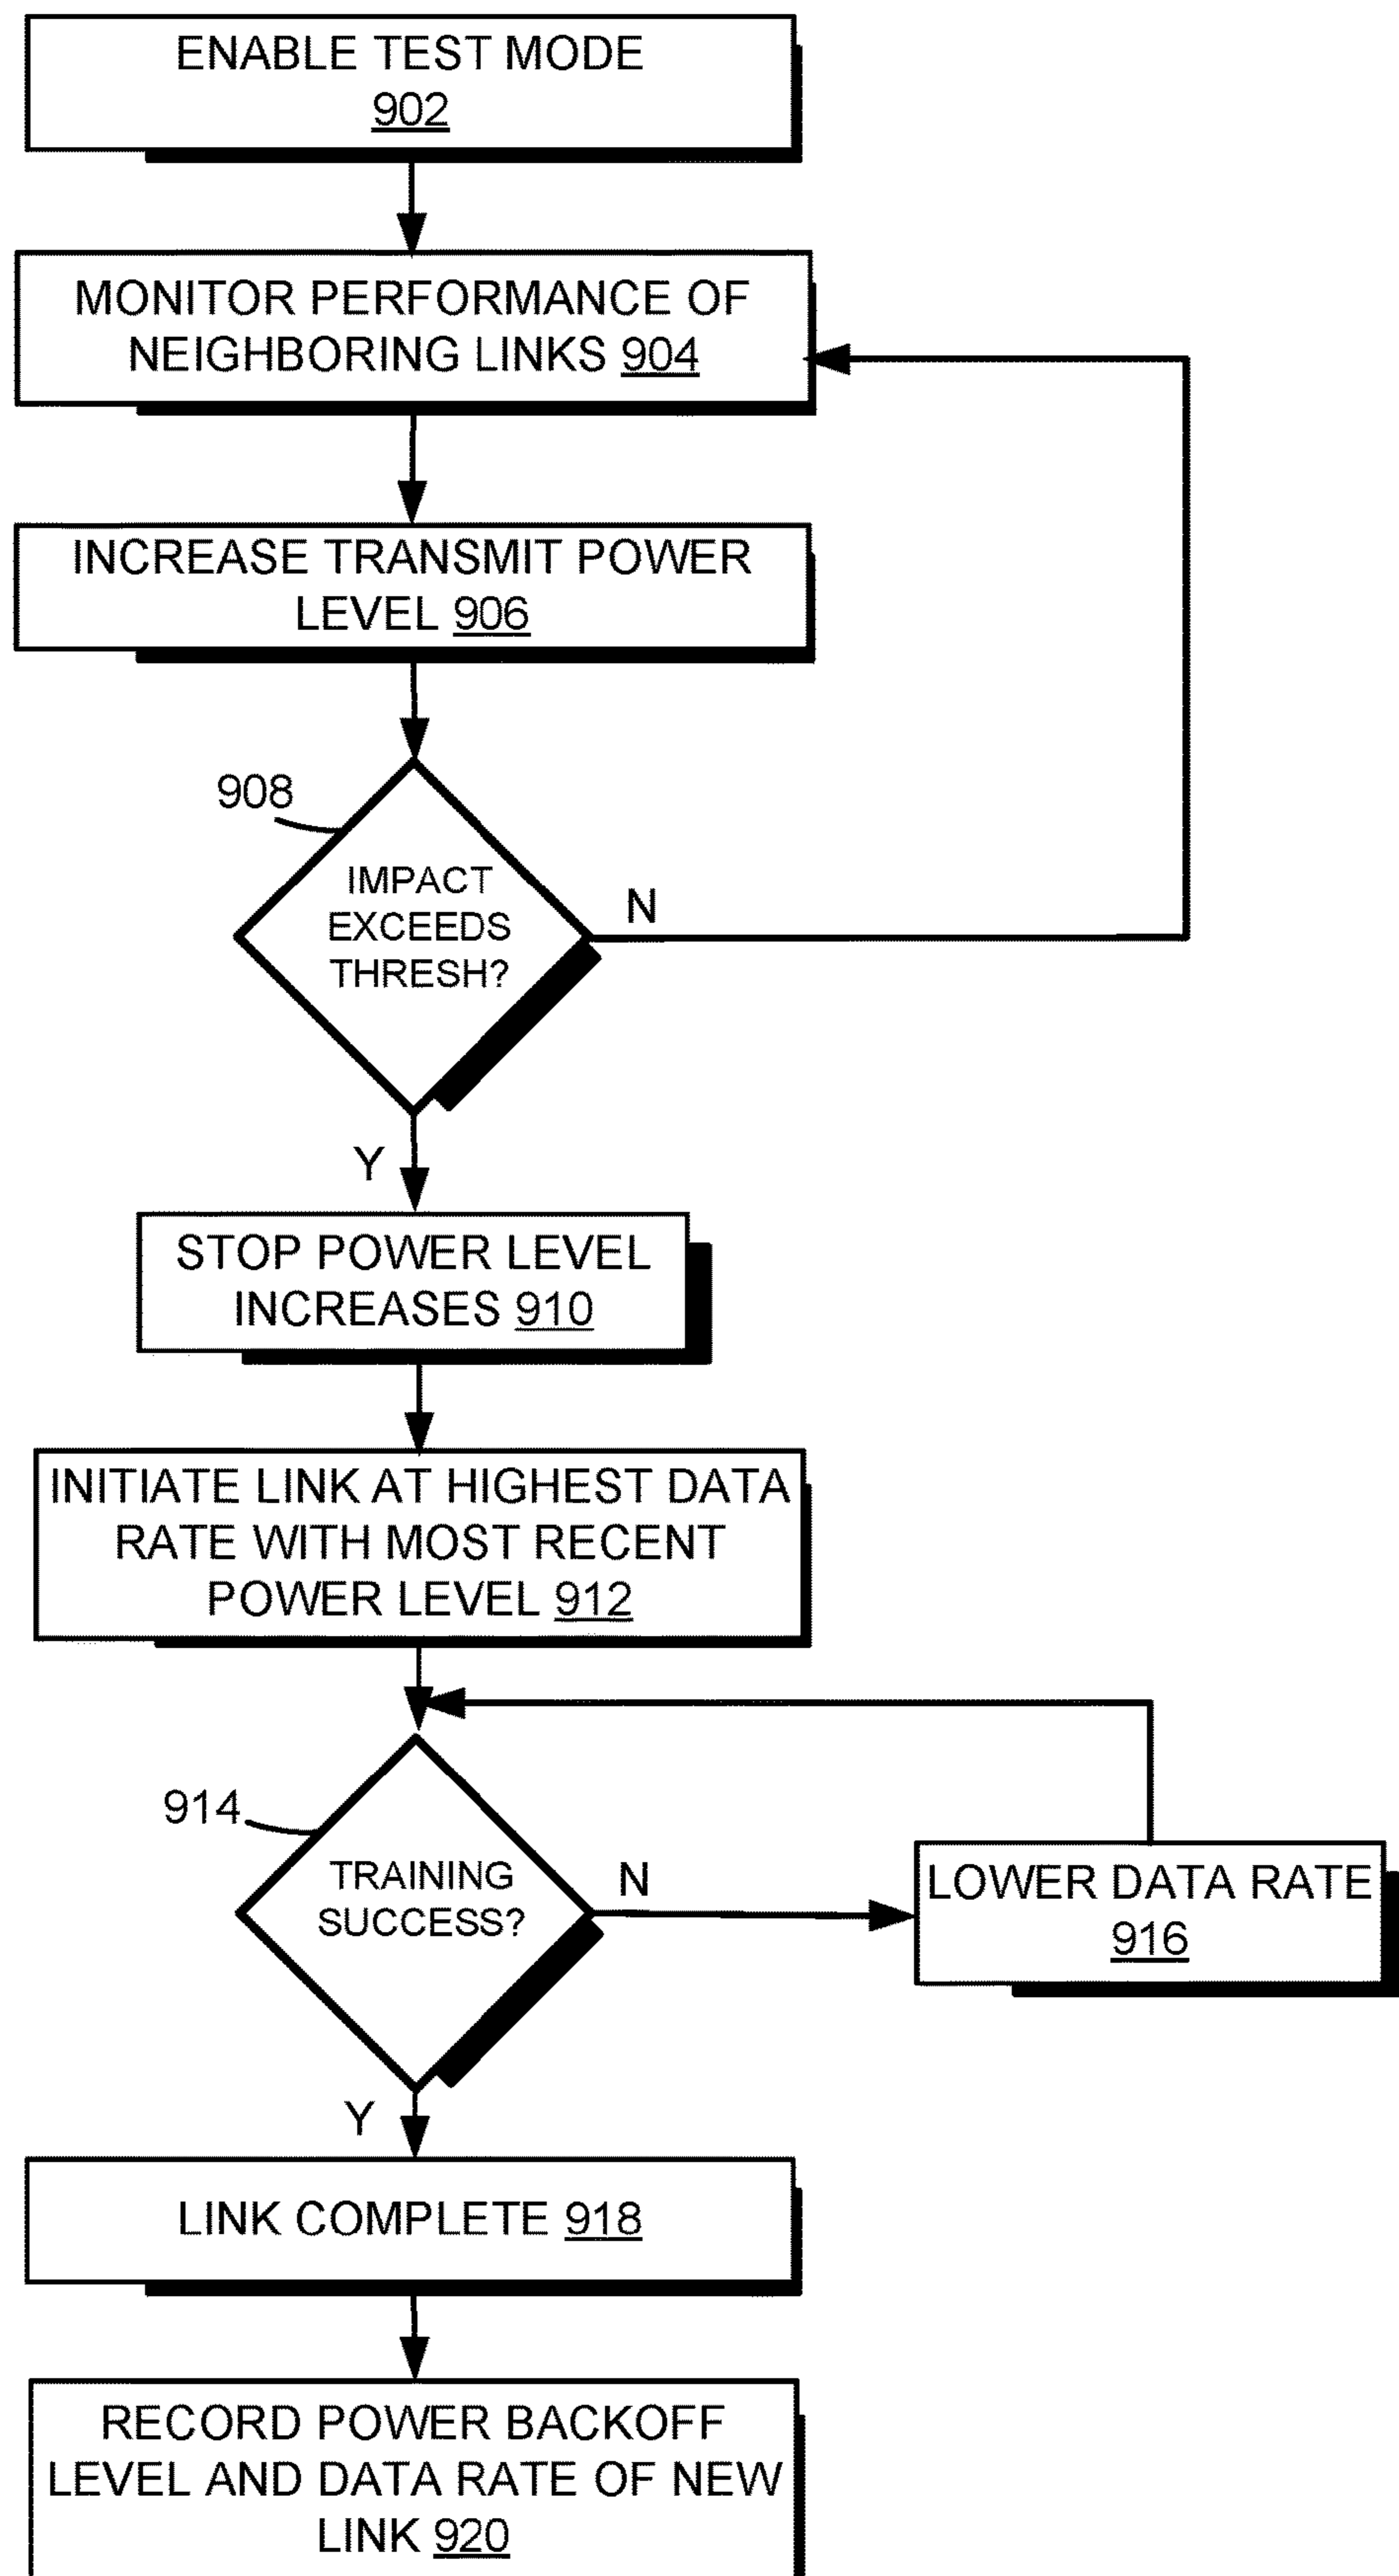 ENABLE TEST MODE
902
MONITOR PERFORMANCE OF
NEIGHBORING LINKS 904
INCREASE TRANSMIT POWER
LEVEL 906
908
IMPACT
EXCEEDS
THRESH?
N
Y
STOP POWER LEVEL
INCREASES 910
INITIATE LINK AT HIGHEST DATA
RATE WITH MOST RECENT
POWER LEVEL 912
914
TRAINING
SUCCESS?
N
LOWER DATA RATE
916
Y
LINK COMPLETE 918
RECORD POWER BACKOFF
LEVEL AND DATA RATE OF NEW
LINK 920